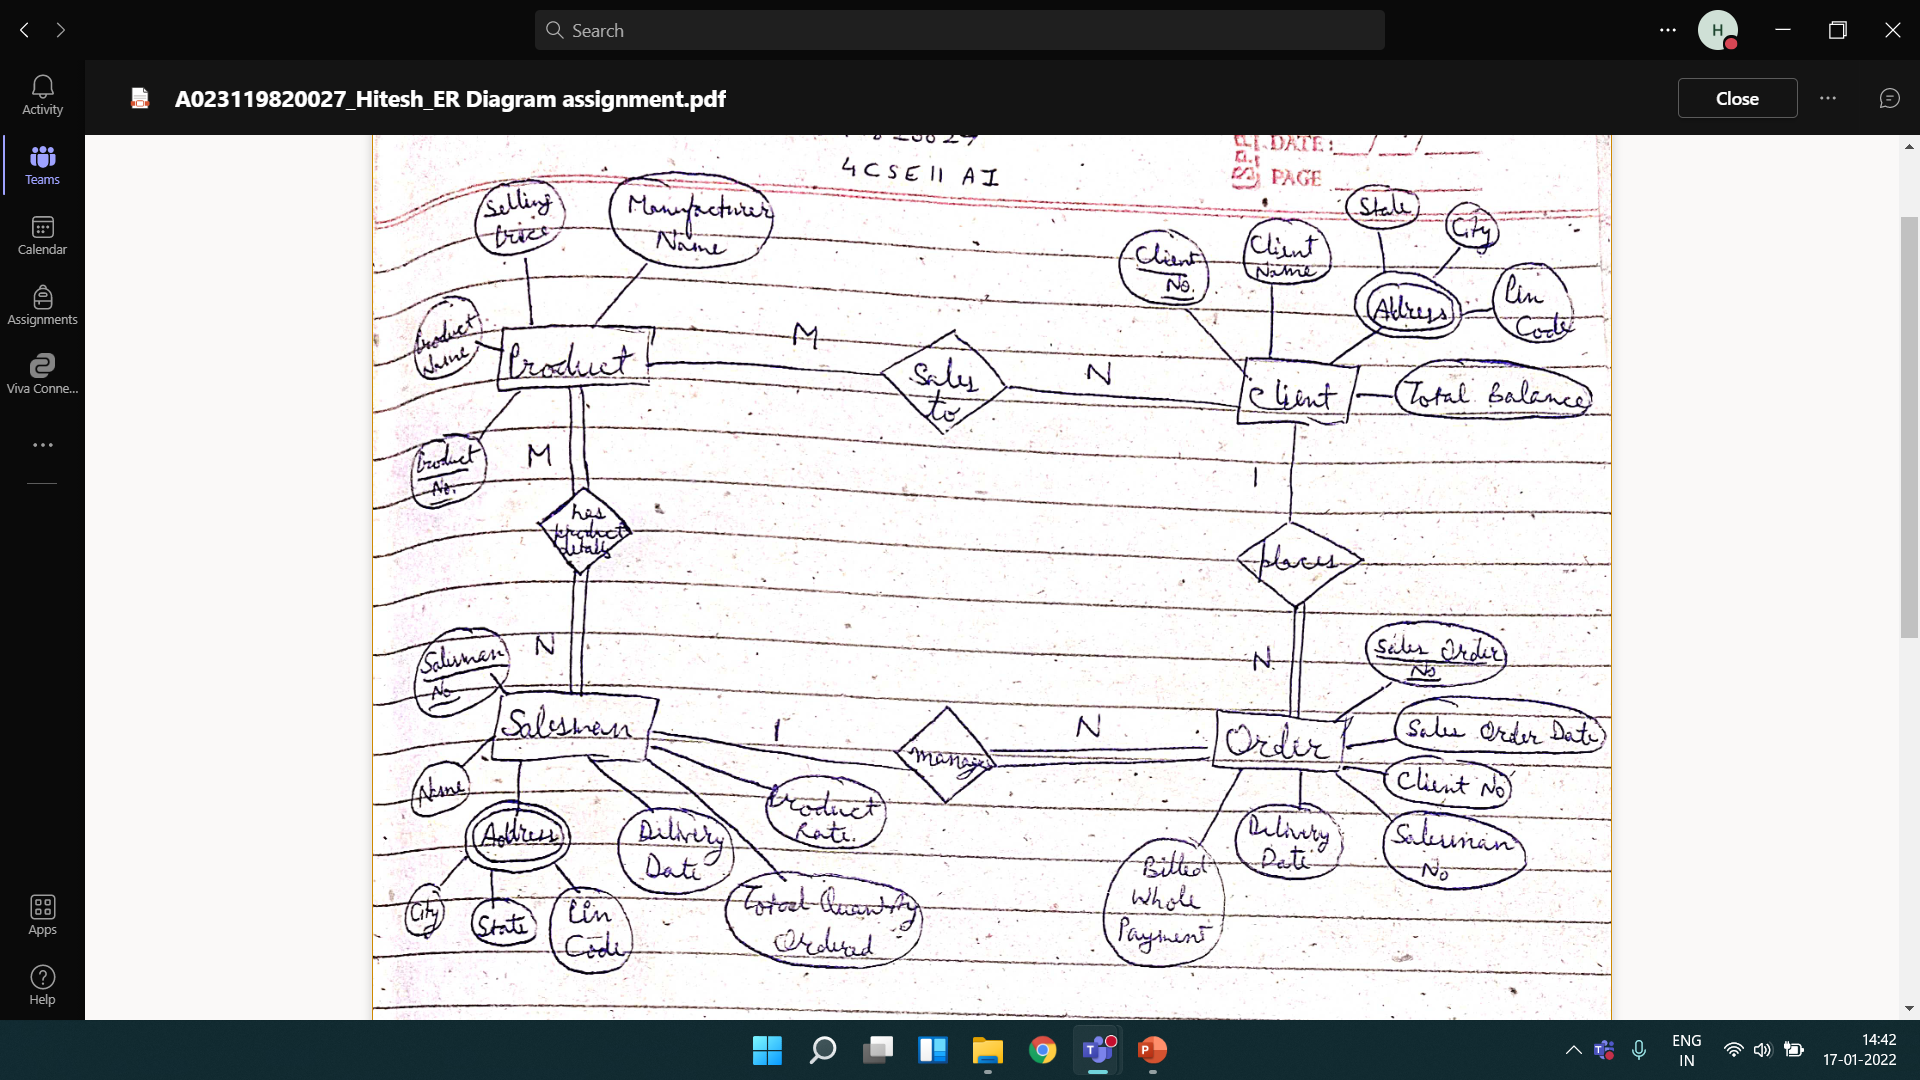 Search
H
Activity
Teams
Calendar
Assignments
Viva Conne...
Apps
Help
A023119820027_Hitesh_ER Diagram assignment.pdf
Close
4CSE11 AI
DATE: __/__/__
PAGE
Selling
Price
Manufacturer
Name
Product
Name
Product
Product
No.
M
Sales
to
N
Client
No.
Client
Name
State
City
Address
Pin
Code
Client
Total Balance
M
has
product
details
N
1
places
N
Salesman
No
Salesman
Name
Address
City
State
Pin
Code
Delivery
Date
Product
Rate.
Total Quantity
Ordered
1
manage
N
Order
Sales Order
No
Sales Order Date
Client No
Salesman
No
Delivery
Date
Billed
Whole
Payment
ENG
IN
14:42
17-01-2022